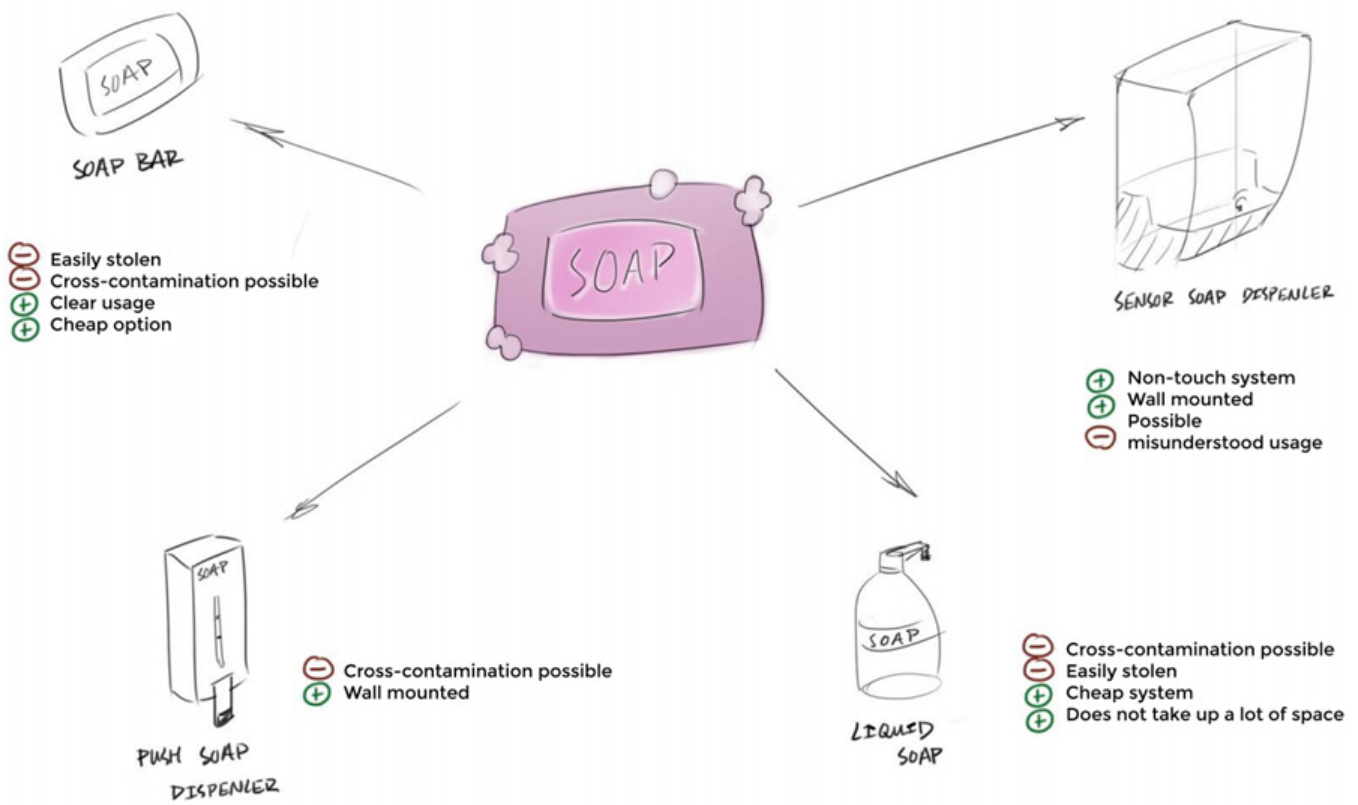 SOAP
SOAP BAR
Easily stolen
Cross-contamination possible
Clear usage
Cheap option
SOAP
SENSOR SOAP DISPENLER
Non-touch system
Wall mounted
Possible
misunderstood usage
SOAP
PUSH SOAP
DISPENLER
Cross-contamination possible
Wall mounted
SOAP
LIQUID
SOAP
Cross-contamination possible
Easily stolen
Cheap system
Does not take up a lot of space